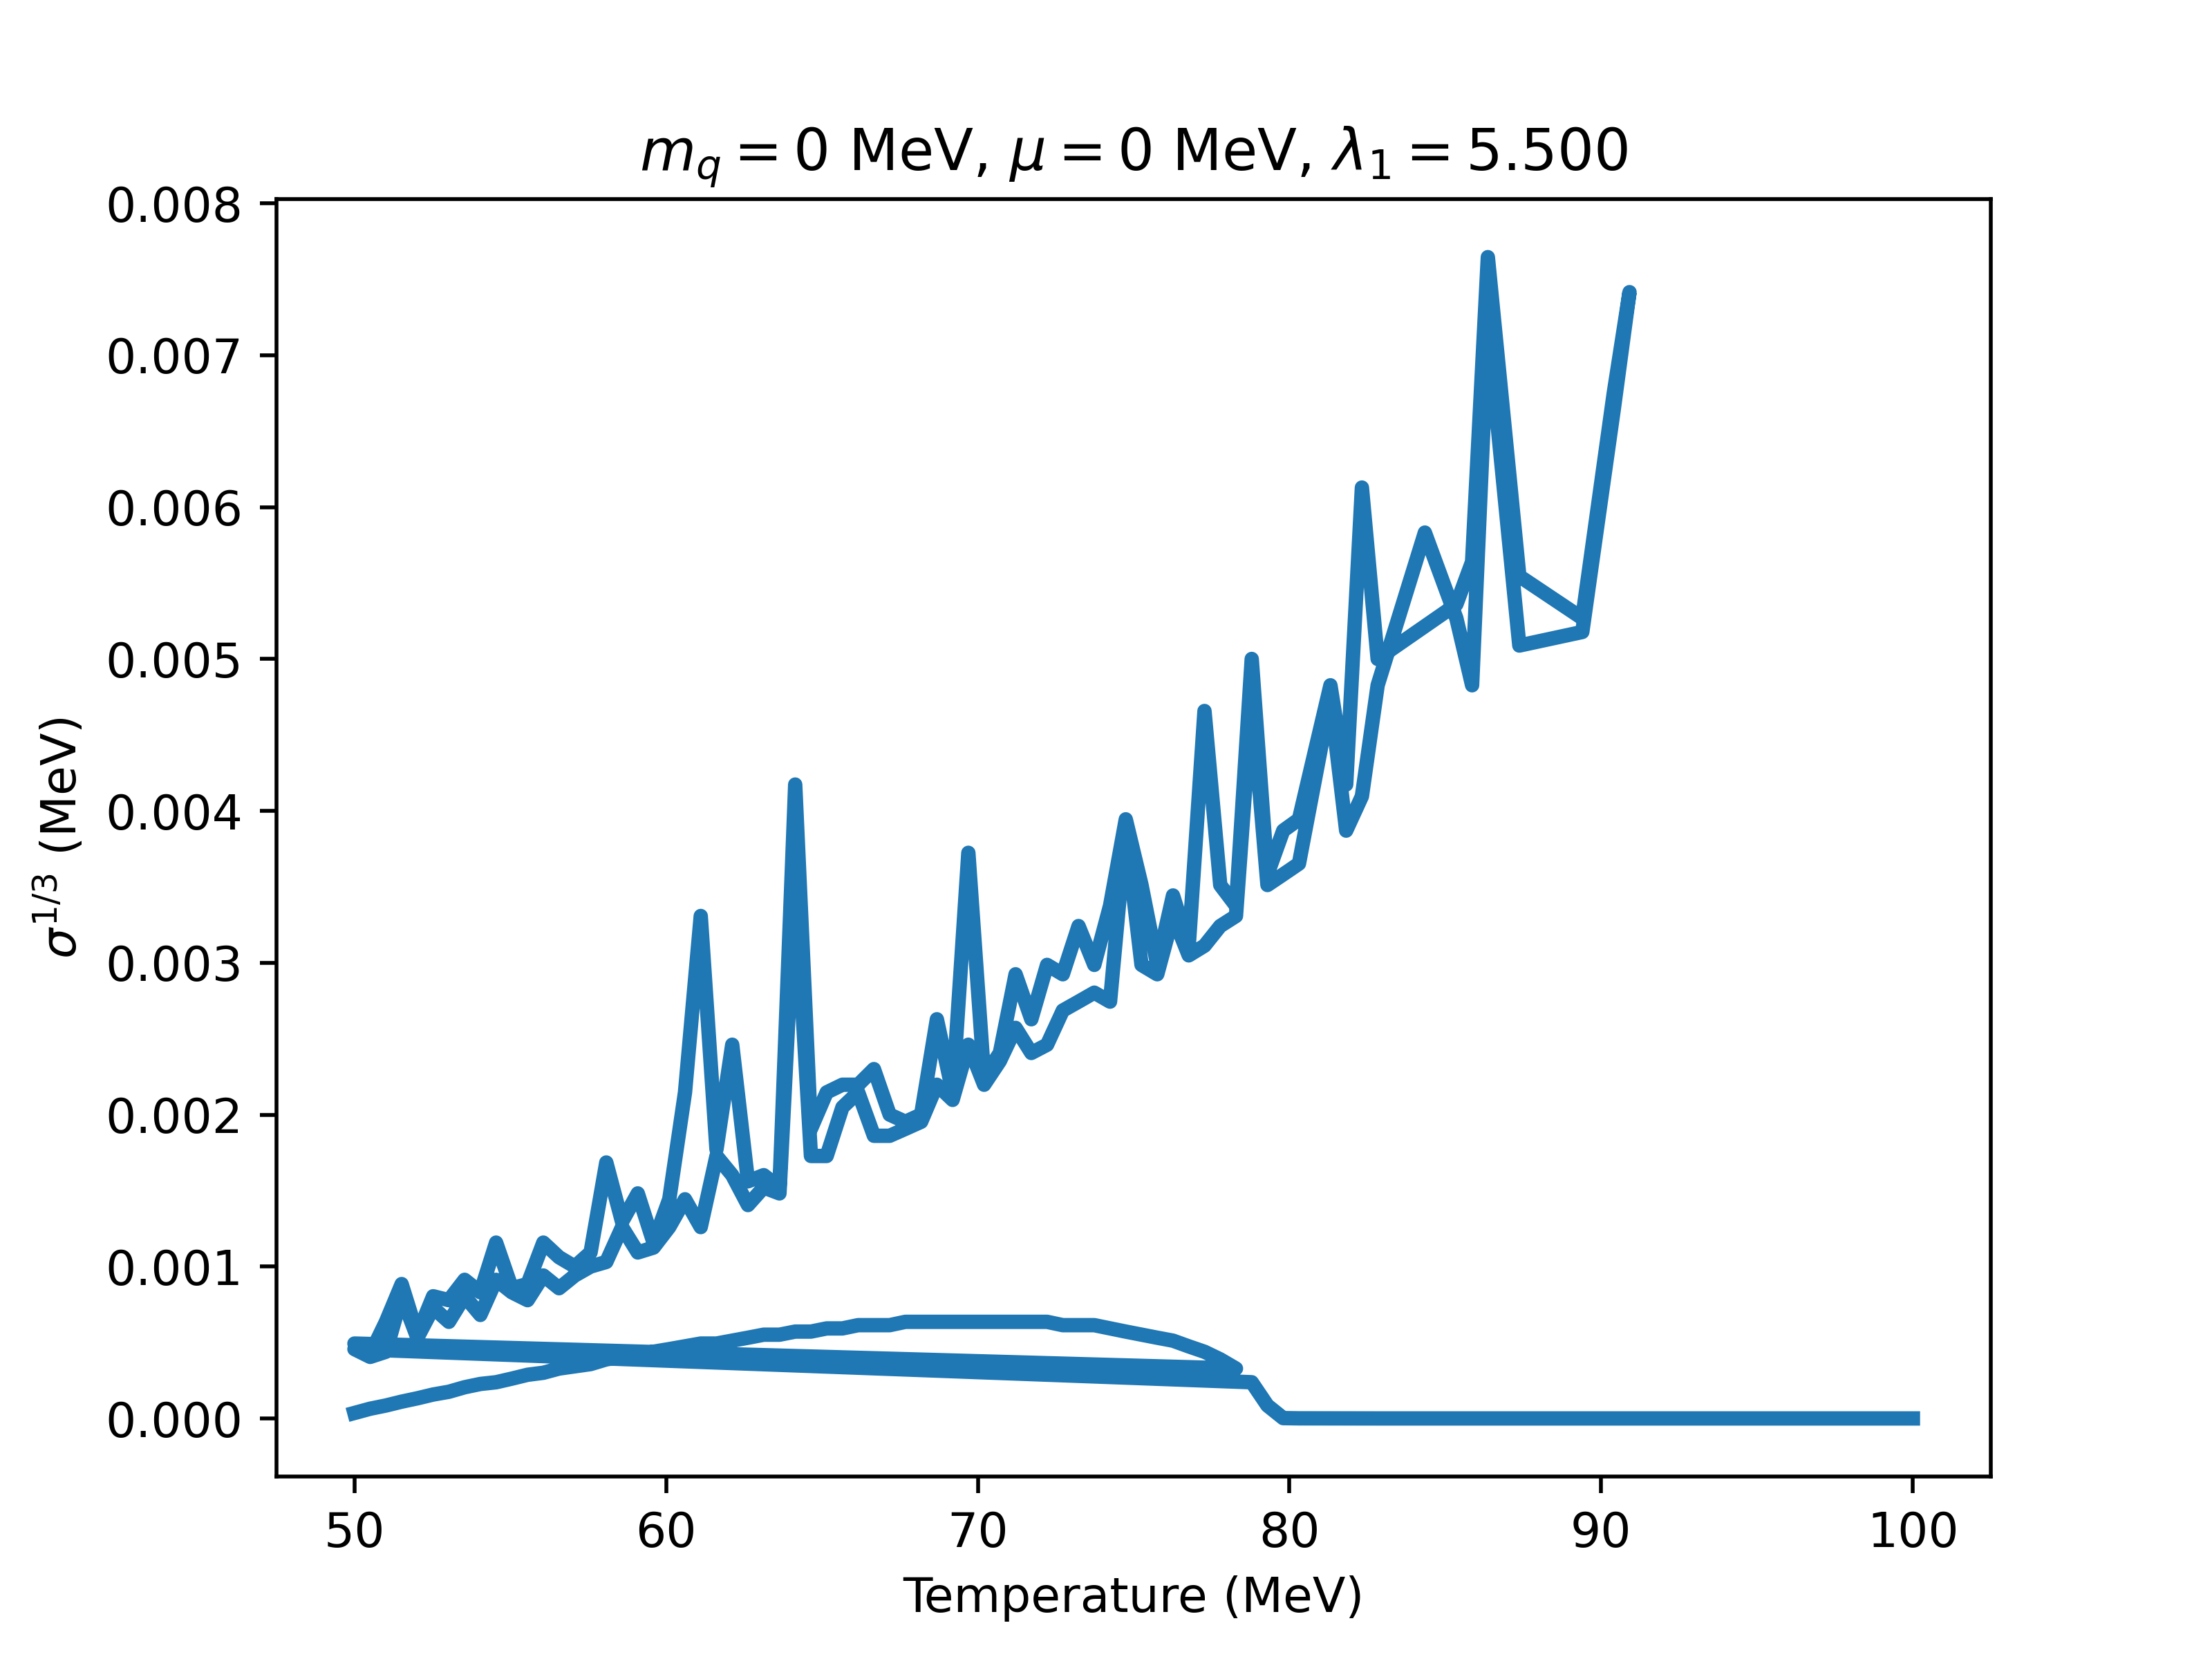 m_q = 0 MeV, μ = 0 MeV, λ₁ = 5.500
0.008
0.007
0.006
0.005
0.004
0.003
0.002
0.001
0.000
σ^{1/3} (MeV)
50 60 70 80 90 100
Temperature (MeV)